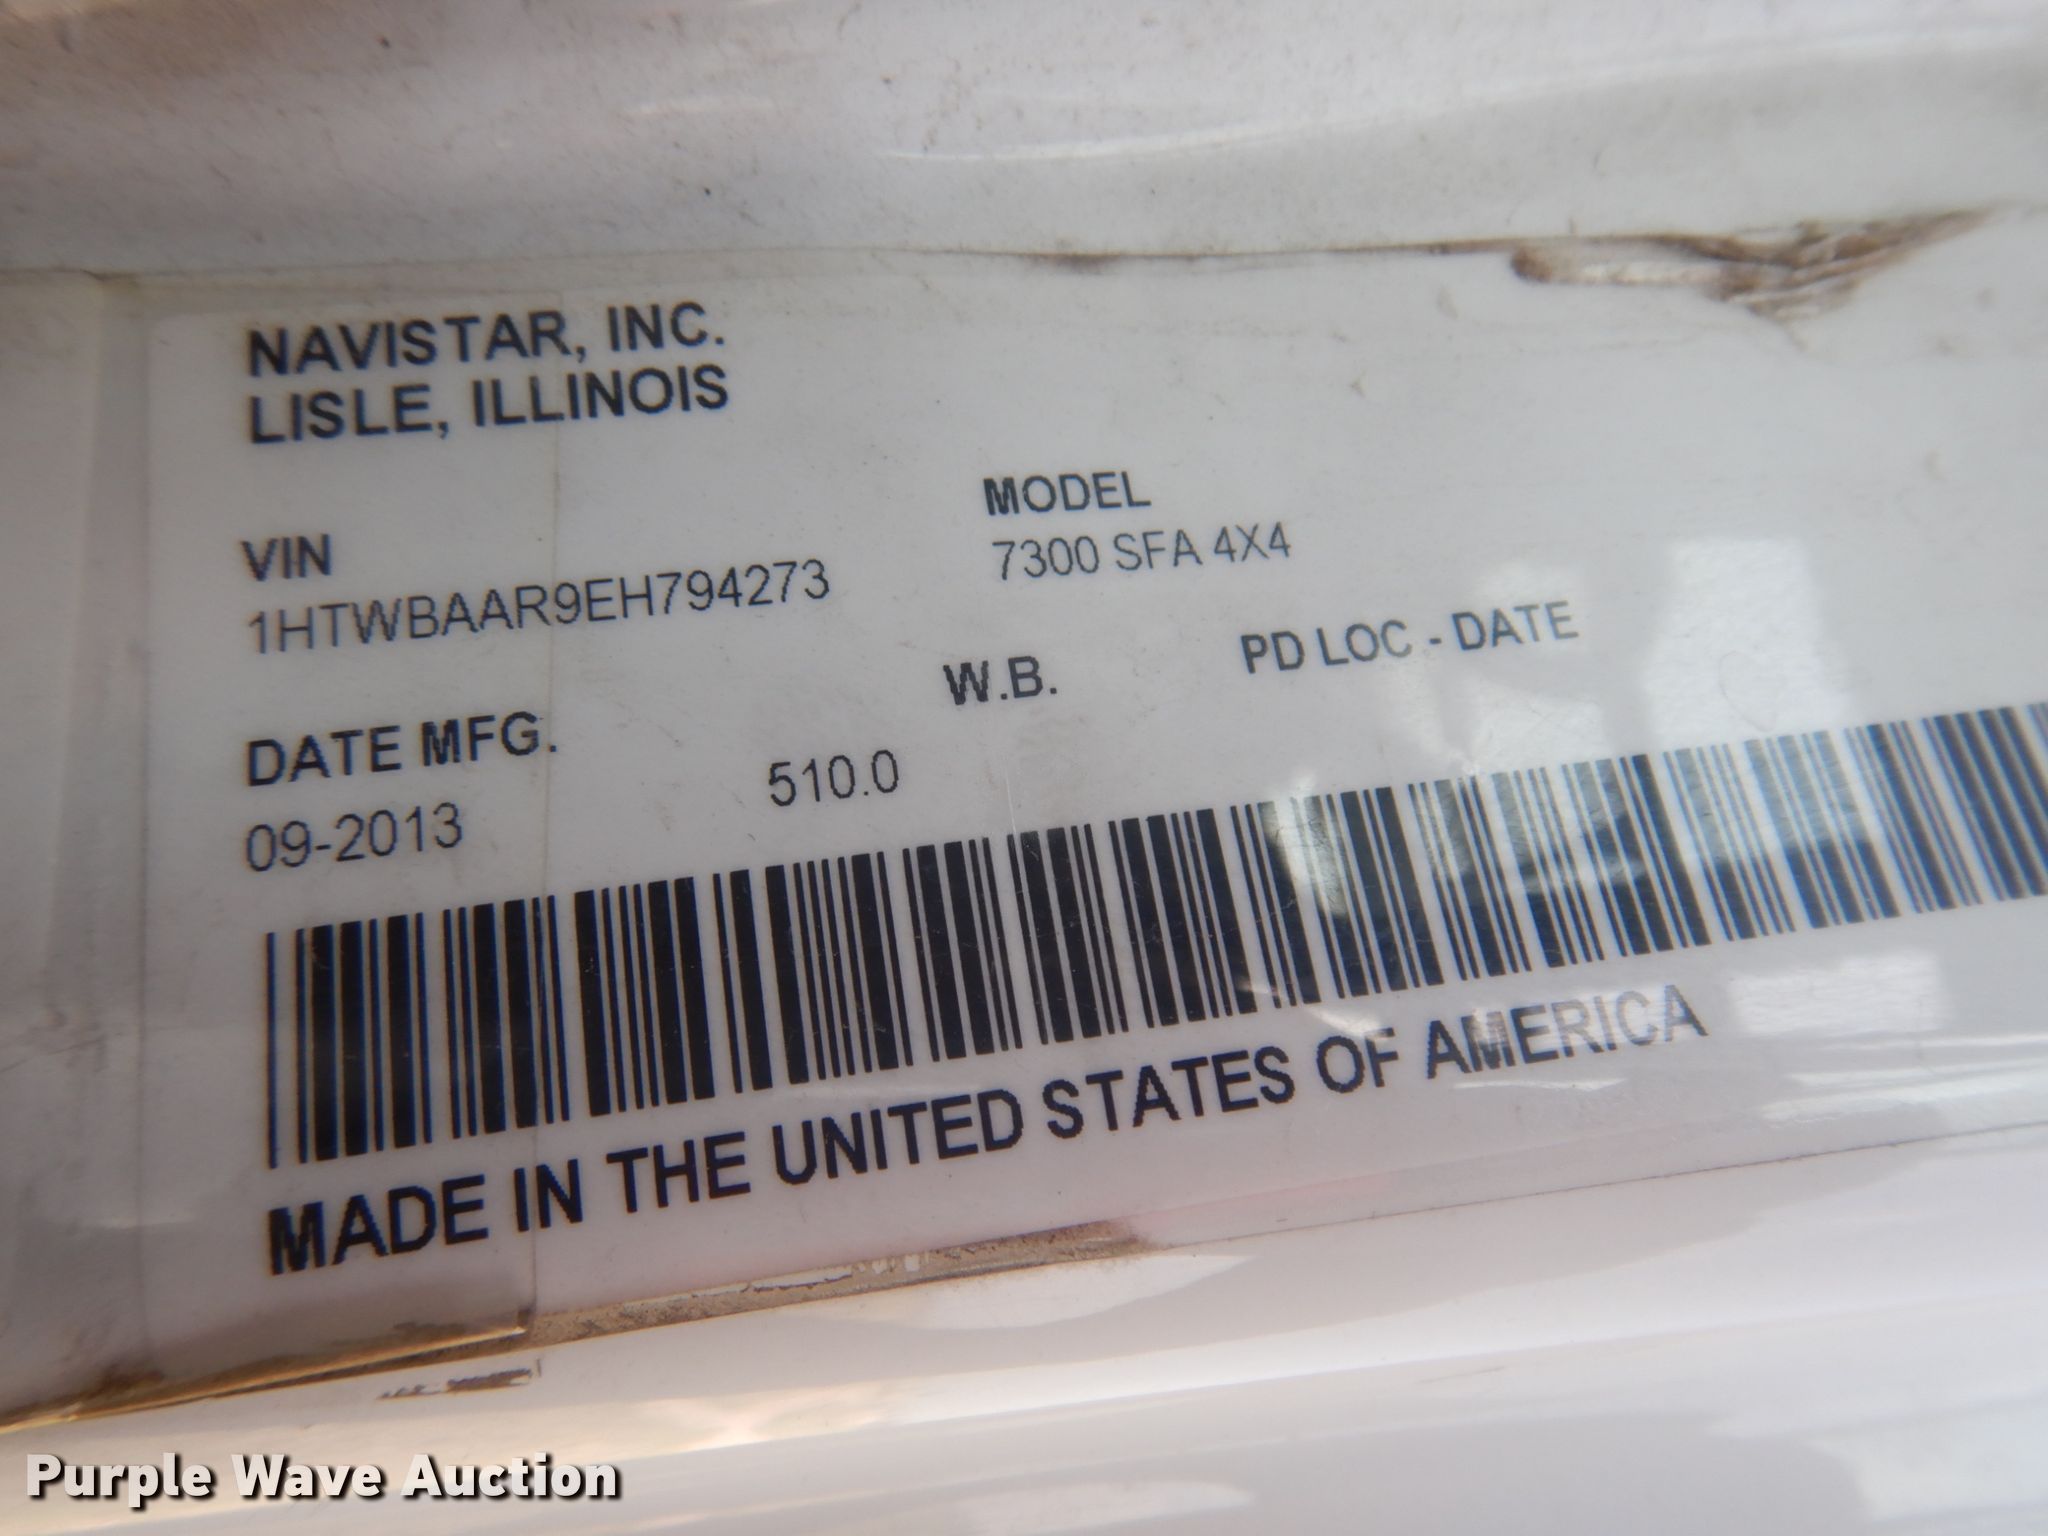 NAVISTAR, INC.
LISLE, ILLINOIS
VIN
MODEL
1HTWBAAR9EH794273
7300 SFA 4X4
DATE MFG.
W.B.
PD LOC - DATE
09-2013
510.0
MADE IN THE UNITED STATES OF AMERICA
Purple Wave Auction